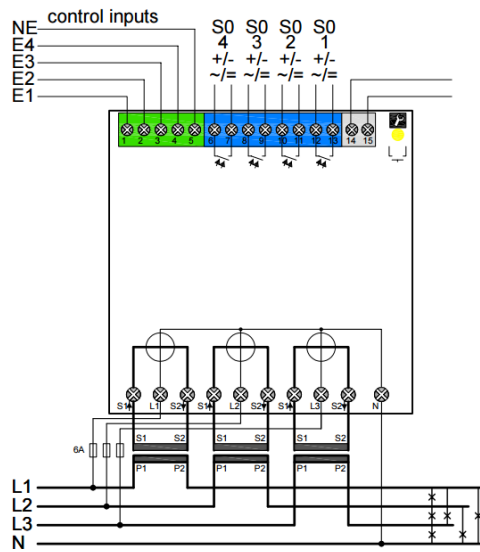 control inputs
NE
E4
E3
E2
E1
S0 S0 S0 S0
4 3 2 1
+/- +/- +/- +/-
~/= ~/= ~/= ~/=
1 2 3 4 5 6 7 8 9 10 11 12 13 14 15
S1 L1 S2 S1 L2 S2 S1 L3 S2 N
6A
S1 S2 S1 S2 S1 S2
P1 P2 P1 P2 P1 P2
L1
L2
L3
N